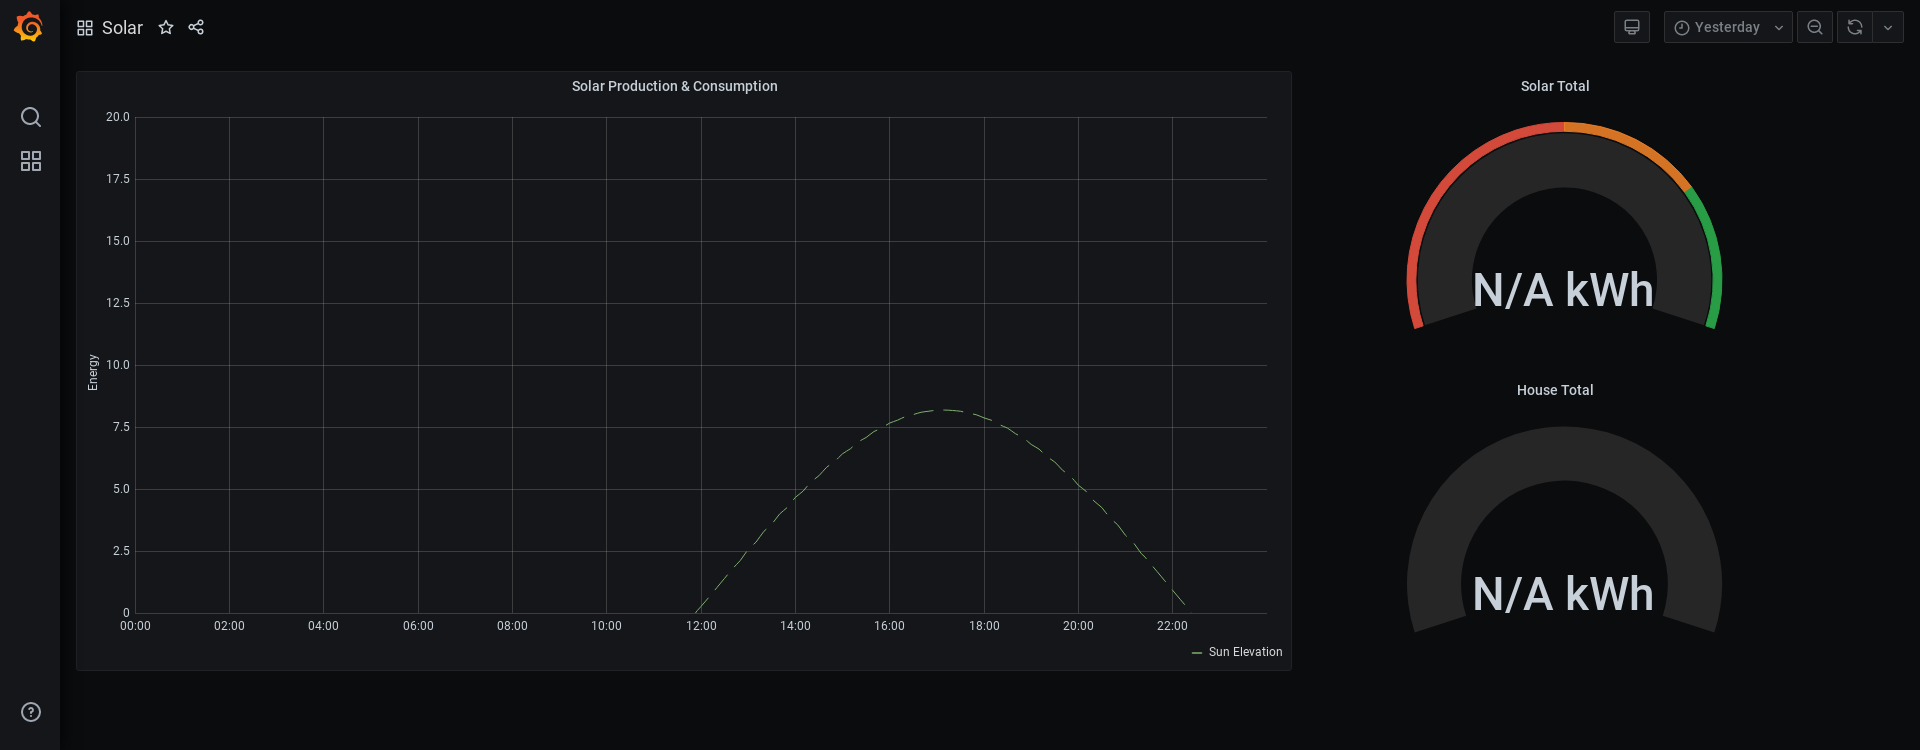 Solar
Yesterday
Solar Production & Consumption
20.0
17.5
15.0
12.5
10.0
7.5
5.0
2.5
0
Energy
00:00 02:00 04:00 06:00 08:00 10:00 12:00 14:00 16:00 18:00 20:00 22:00
Sun Elevation
Solar Total
N/A kWh
House Total
N/A kWh